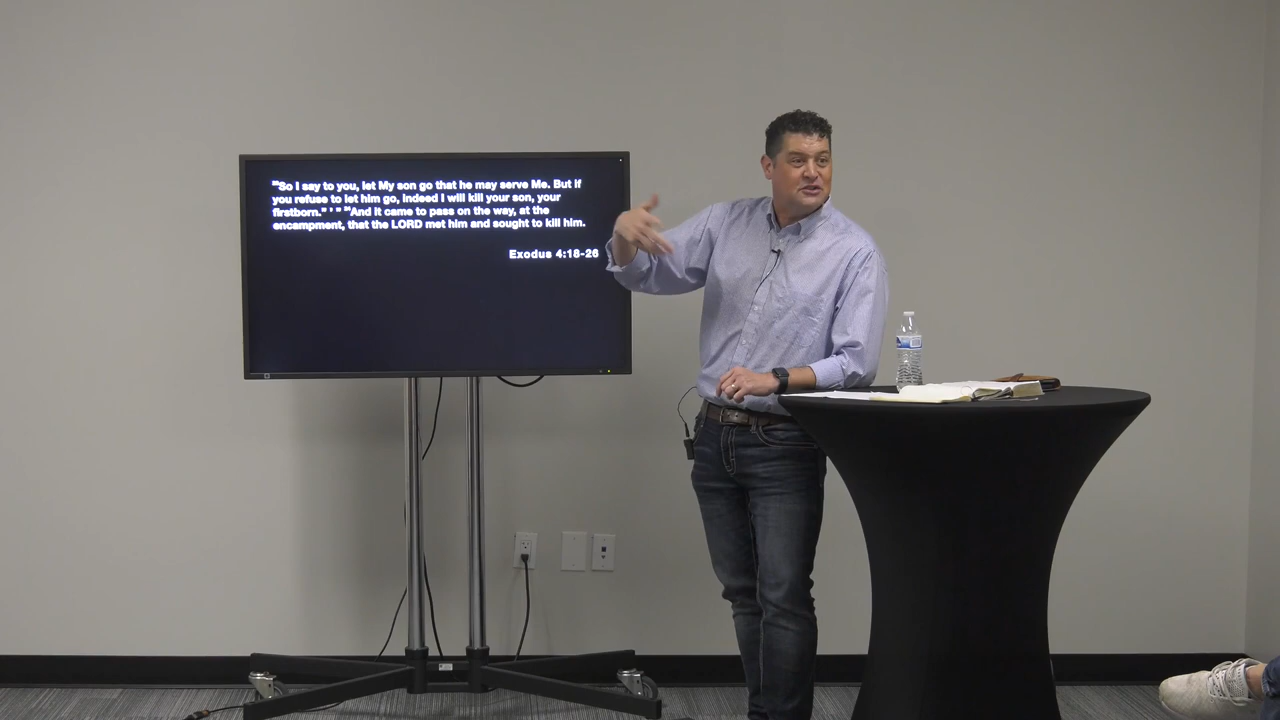 "So I say to you, let My son go that he may serve Me. But if
you refuse to let him go, indeed I will kill your son, your
firstborn." ' " "And it came to pass on the way, at the
encampment, that the LORD met him and sought to kill him.
Exodus 4:18-26